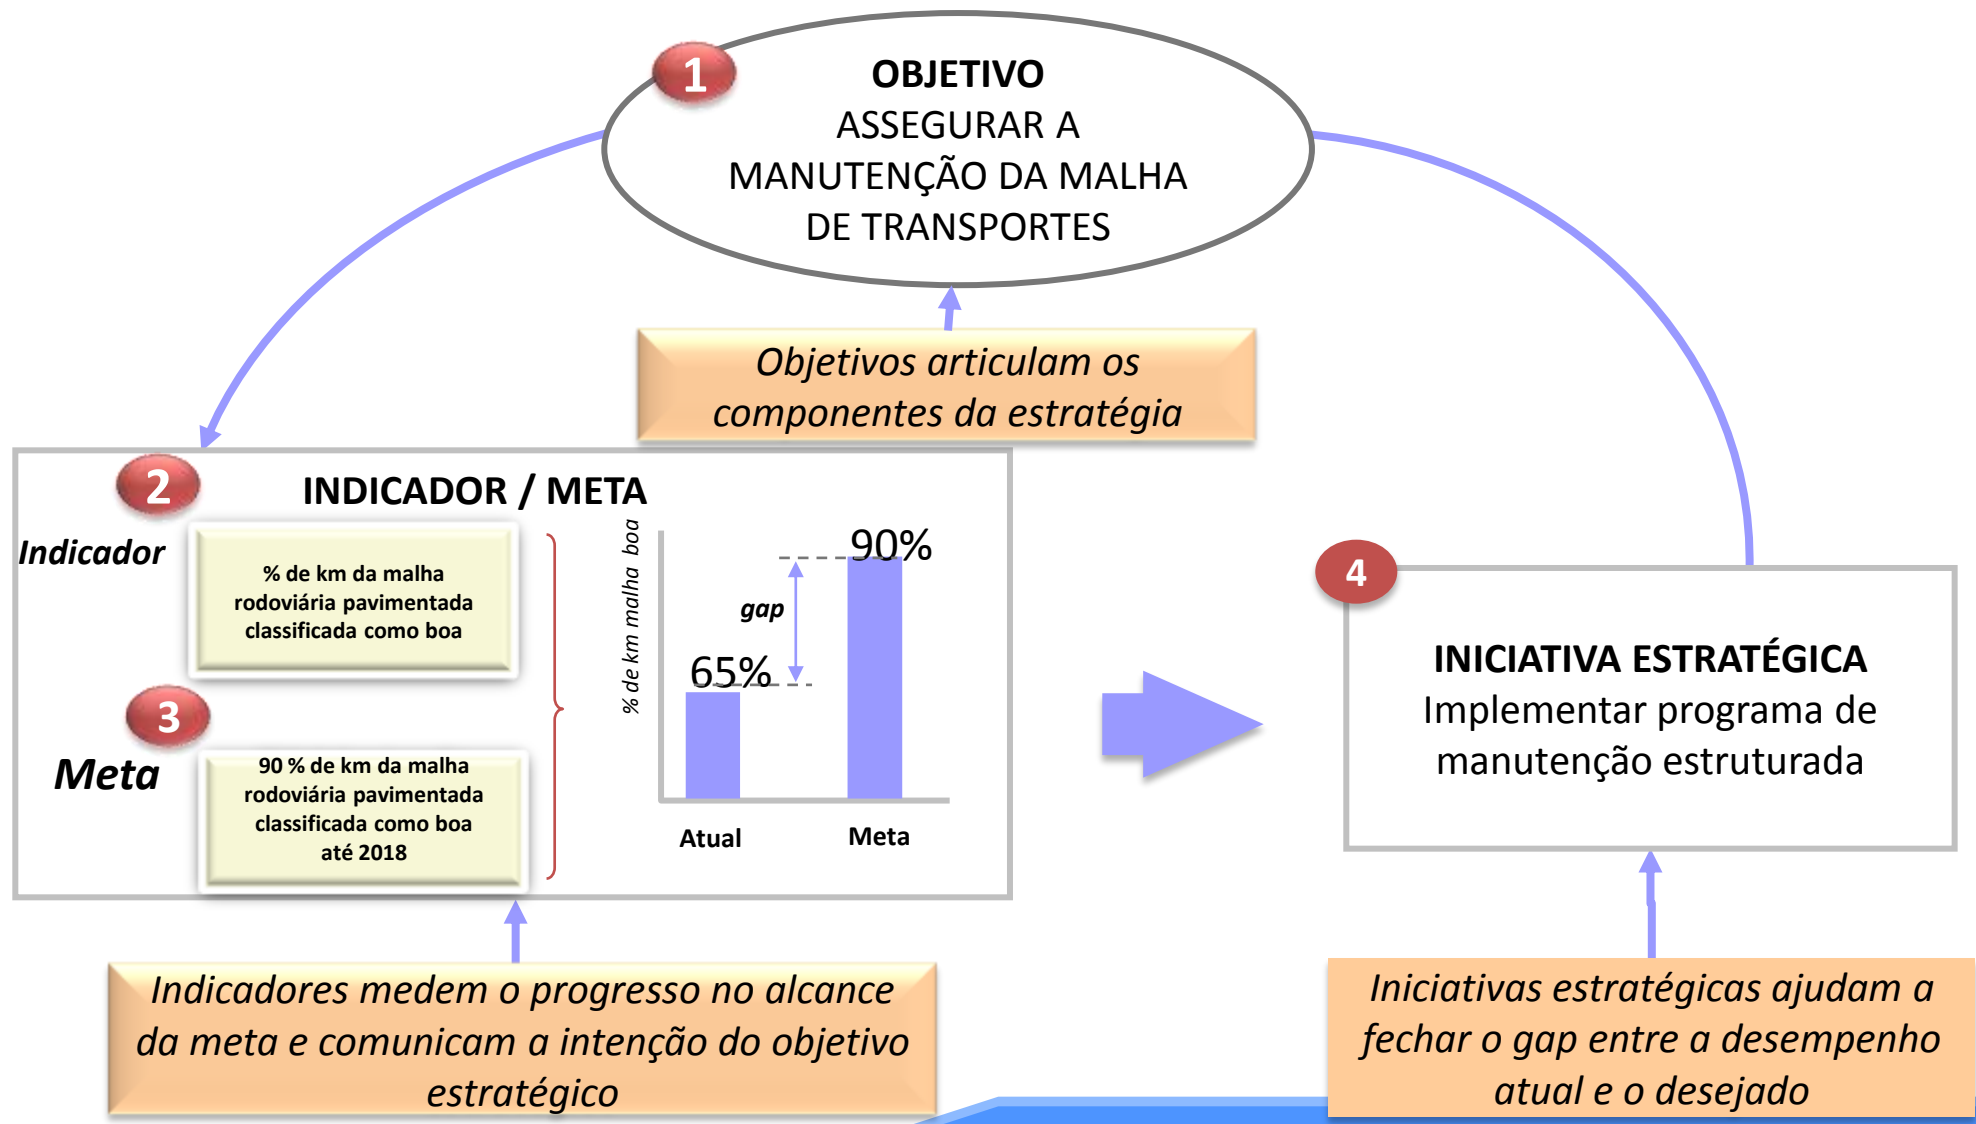 1
OBJETIVO
ASSEGURAR A
MANUTENÇÃO DA MALHA
DE TRANSPORTES
Objetivos articulam os
componentes da estratégia
2
INDICADOR / META
Indicador
% de km da malha
rodoviária pavimentada
classificada como boa
3
Meta
90 % de km da malha
rodoviária pavimentada
classificada como boa
até 2018
% de km malha boa
65%
gap
90%
Atual
Meta
4
INICIATIVA ESTRATÉGICA
Implementar programa de
manutenção estruturada
Indicadores medem o progresso no alcance
da meta e comunicam a intenção do objetivo
estratégico
Iniciativas estratégicas ajudam a
fechar o gap entre a desempenho
atual e o desejado